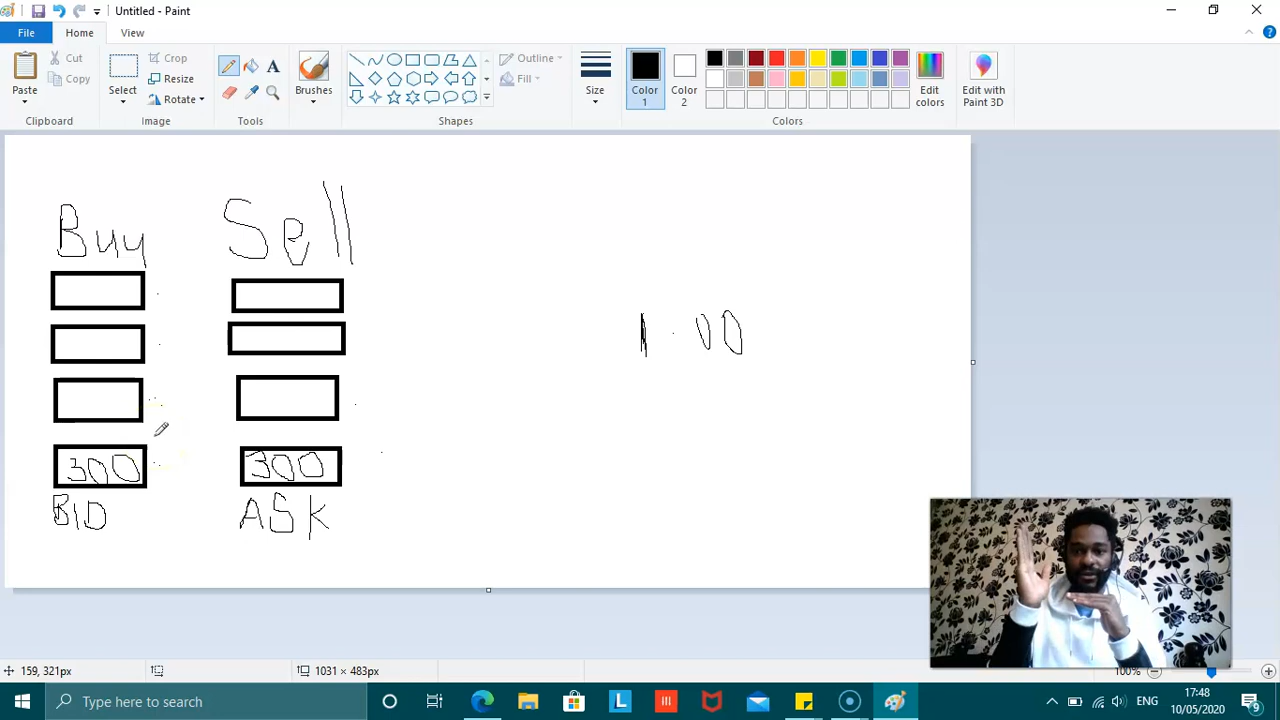 Untitled - Paint
File
Home
View
Paste
Cut
Copy
Clipboard
Select
Crop
Resize
Rotate
Image
A
Tools
Brushes
Outline
Fill
Shapes
Size
Color 1
Color 2
Edit colors
Colors
Edit with Paint 3D
Buy Sell
1.00
300 300
BID ASK
159, 321px
1031 × 483px
100%
Type here to search
L
ENG
17:48
10/05/2020
9